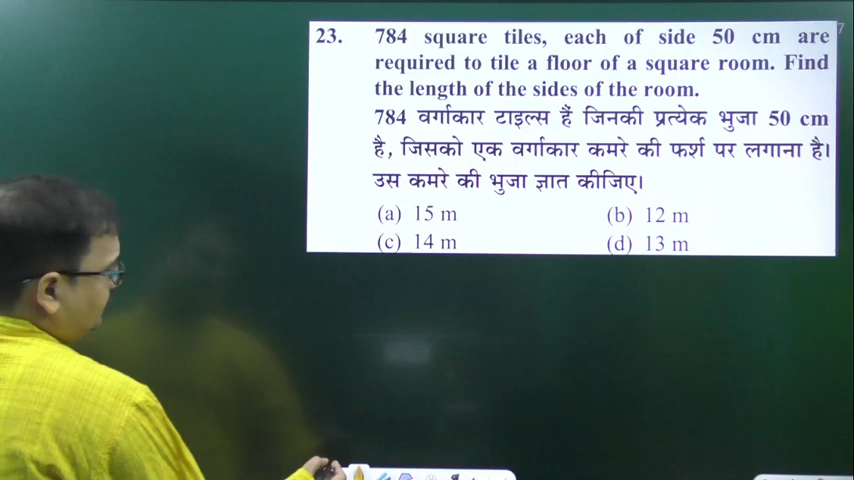 23. 784 square tiles, each of side 50 cm are
required to tile a floor of a square room. Find
the length of the sides of the room.
784 वर्गाकार टाइल्स हैं जिनकी प्रत्येक भुजा 50 cm
है, जिसको एक वर्गाकार कमरे की फर्श पर लगाना है।
उस कमरे की भुजा ज्ञात कीजिए।
(a) 15 m (b) 12 m
(c) 14 m (d) 13 m
7